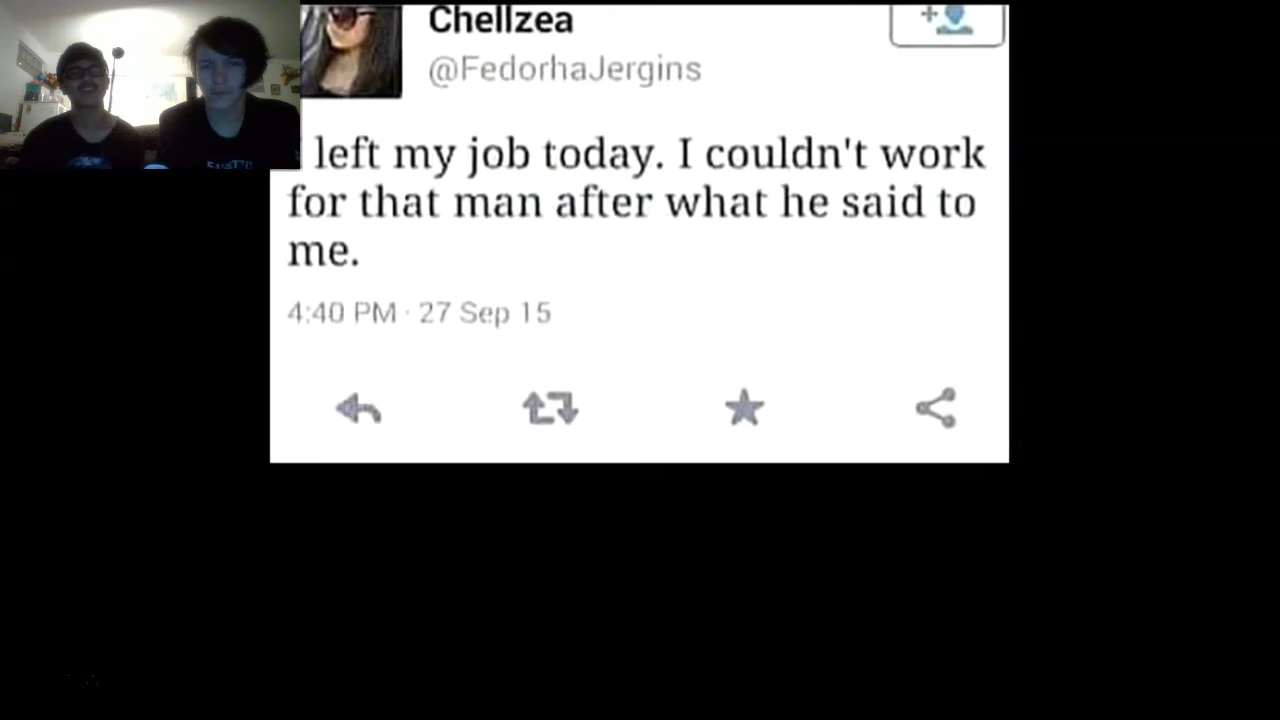 Chellzea
@FedorhaJergins
left my job today. I couldn't work
for that man after what he said to
me.
4:40 PM · 27 Sep 15